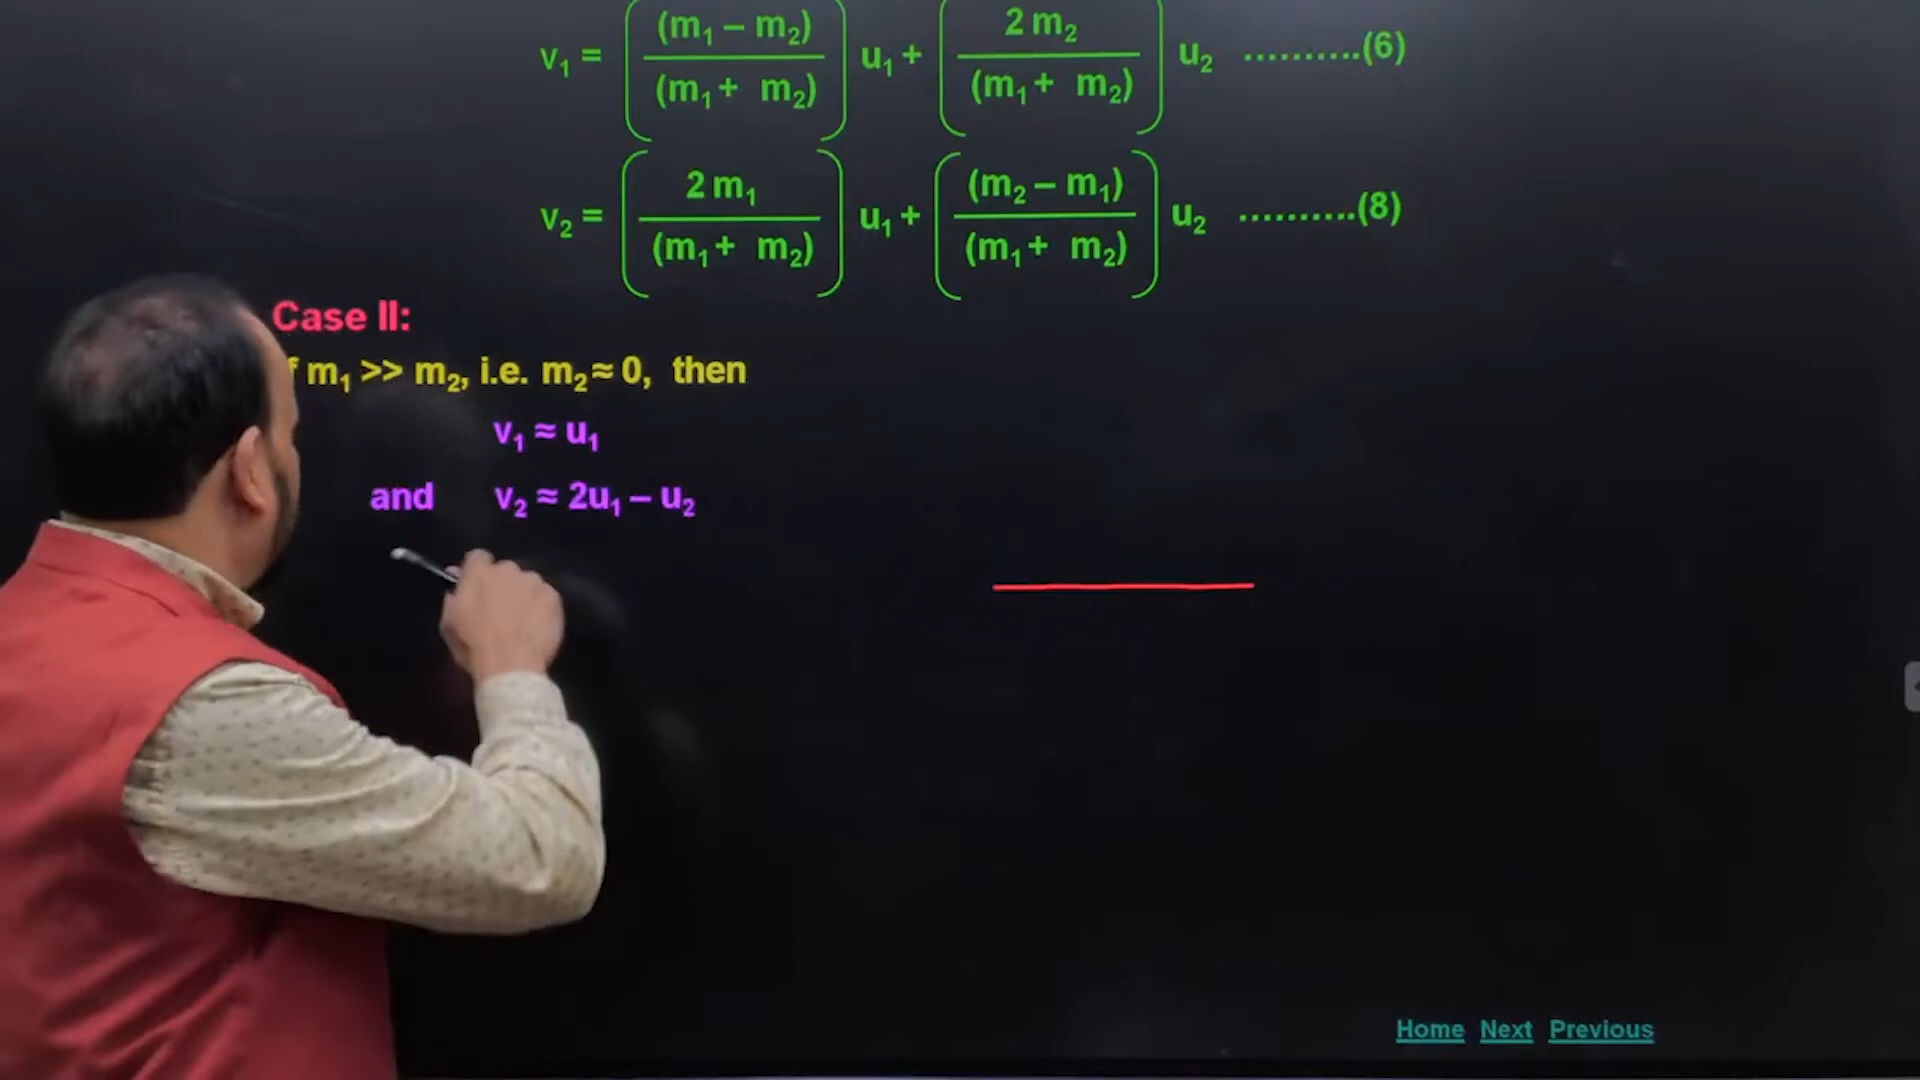 v₁ = ((m₁ – m₂) / (m₁ + m₂)) u₁ + (2 m₂ / (m₁ + m₂)) u₂ ..........(6)
v₂ = (2 m₁ / (m₁ + m₂)) u₁ + ((m₂ – m₁) / (m₁ + m₂)) u₂ ..........(8)
Case II:
f m₁ >> m₂, i.e. m₂ ≈ 0, then
v₁ ≈ u₁
and v₂ ≈ 2u₁ – u₂
Home Next Previous